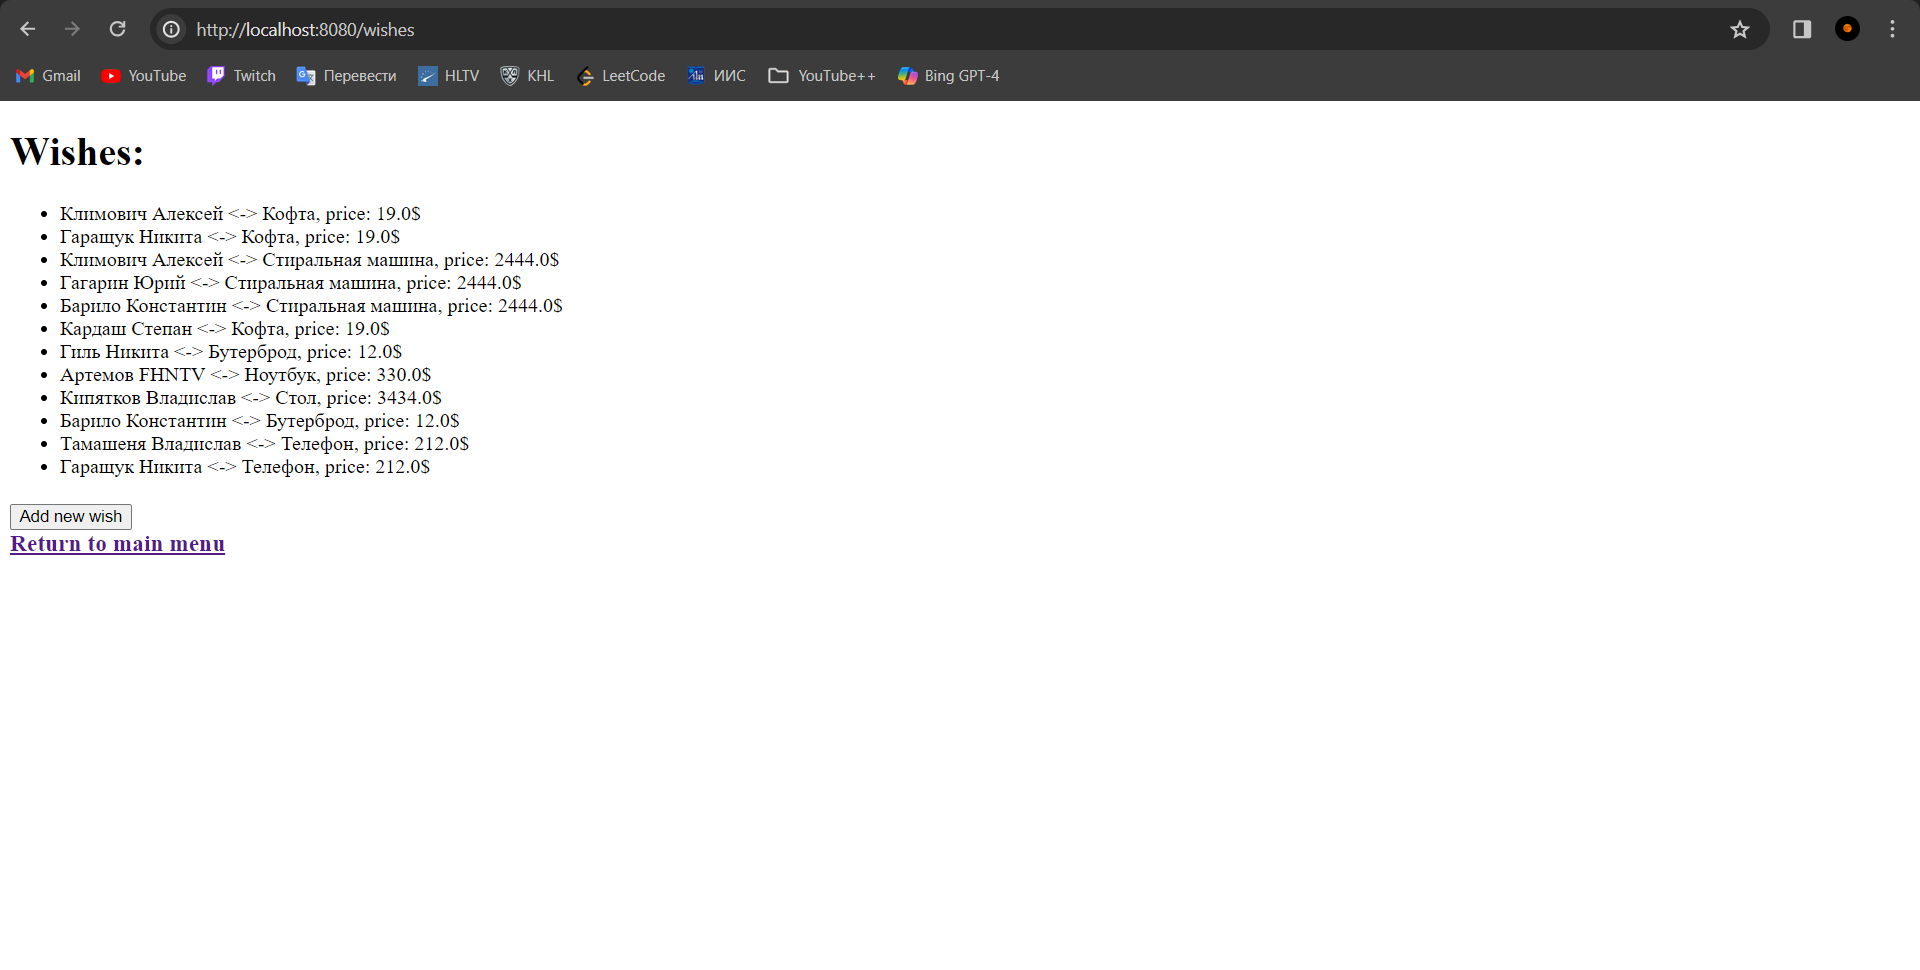 http://localhost:8080/wishes
Gmail YouTube Twitch Перевести HLTV KHL LeetCode ИИС YouTube++ Bing GPT-4
Wishes:
Климович Алексей <-> Кофта, price: 19.0$
Гаращук Никита <-> Кофта, price: 19.0$
Климович Алексей <-> Стиральная машина, price: 2444.0$
Гагарин Юрий <-> Стиральная машина, price: 2444.0$
Барило Константин <-> Стиральная машина, price: 2444.0$
Кардаш Степан <-> Кофта, price: 19.0$
Гиль Никита <-> Бутерброд, price: 12.0$
Артемов FHNTV <-> Ноутбук, price: 330.0$
Кипятков Владислав <-> Стол, price: 3434.0$
Барило Константин <-> Бутерброд, price: 12.0$
Тамашеня Владислав <-> Телефон, price: 212.0$
Гаращук Никита <-> Телефон, price: 212.0$
Add new wish
Return to main menu